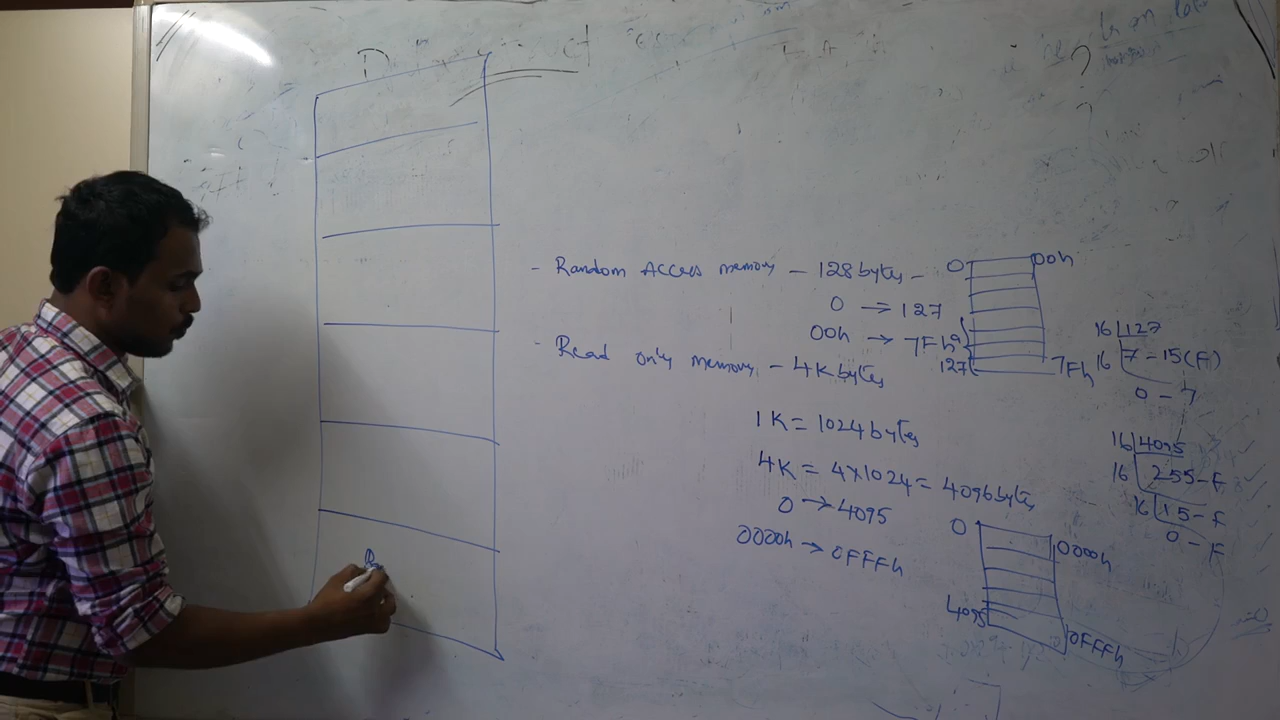 - Random Access memory - 128 bytes -
0 → 127
00h → 7Fh
- Read only memory - 4K bytes
1K = 1024 bytes
4K = 4x1024 = 4096 bytes
0 → 4095
0000h → 0FFFh
0 00h
127 7Fh
16 127
16 7 - 15(F)
0 - 7
16 4095
16 255 - F
16 15 - F
0 - F
0 0000h
4095 0FFFh
R